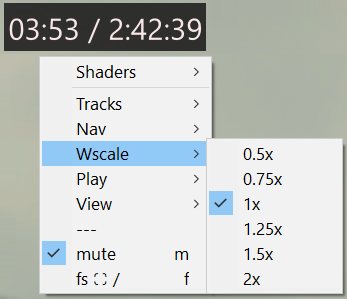 03:53 / 2:42:39
Shaders
Tracks
Nav
Wscale
Play
View
---
mute m
fs ⛶ / f
0.5x
0.75x
1x
1.25x
1.5x
2x